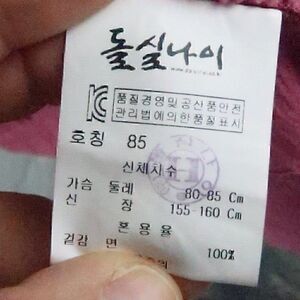 돌실나이
품질경영및 공산품안전
관리법에의한품질표시
호칭 85
신체치수
가슴 둘레 80-85 Cm
신 장 155-160 Cm
혼용율
겉감 면 100%